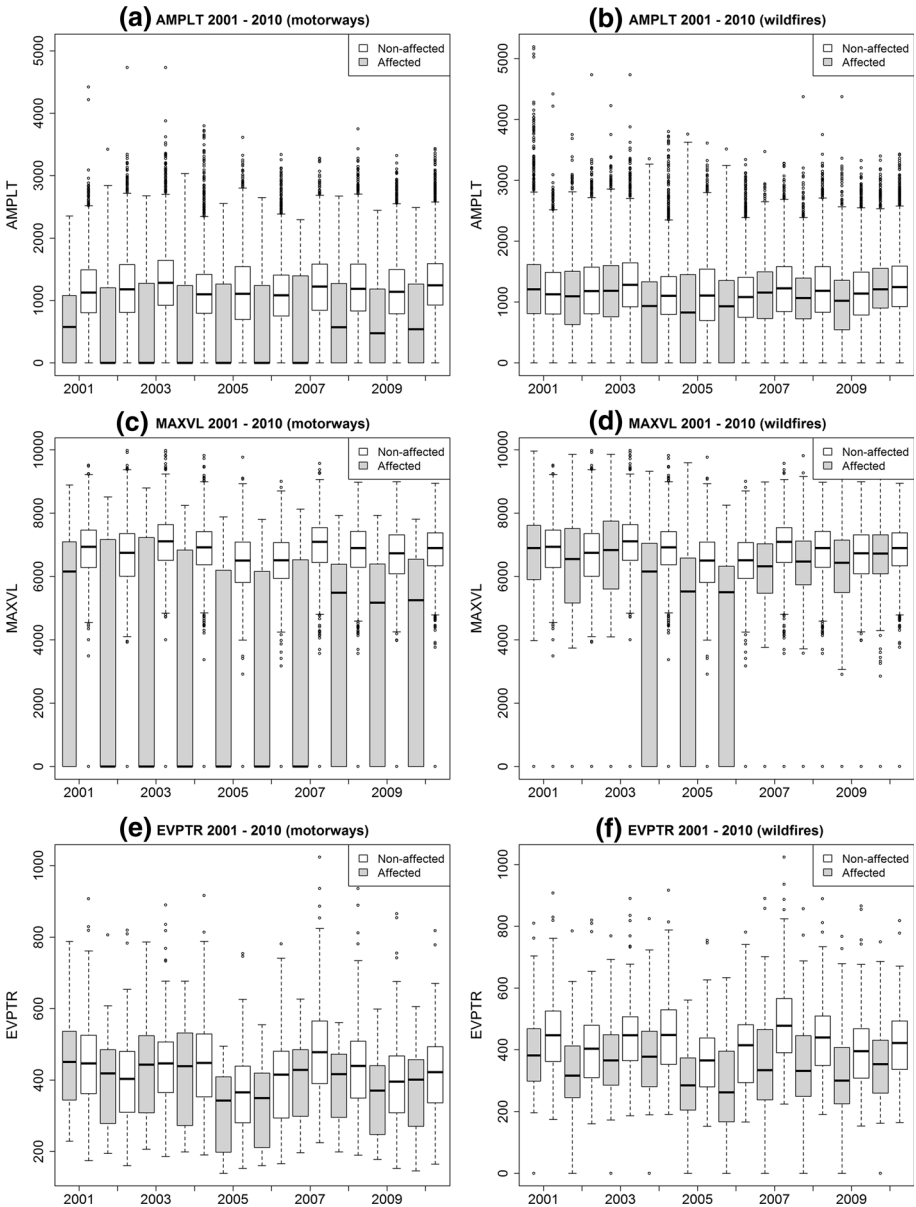 (a) AMPLT 2001 - 2010 (motorways)
Non-affected
Affected
AMPLT
5000
4000
3000
2000
1000
0
2001 2003 2005 2007 2009
(b) AMPLT 2001 - 2010 (wildfires)
Non-affected
Affected
AMPLT
5000
4000
3000
2000
1000
0
2001 2003 2005 2007 2009
(c) MAXVL 2001 - 2010 (motorways)
Non-affected
Affected
MAXVL
10000
8000
6000
4000
2000
0
2001 2003 2005 2007 2009
(d) MAXVL 2001 - 2010 (wildfires)
Non-affected
Affected
MAXVL
10000
8000
6000
4000
2000
0
2001 2003 2005 2007 2009
(e) EVPTR 2001 - 2010 (motorways)
Non-affected
Affected
EVPTR
1000
800
600
400
200
2001 2003 2005 2007 2009
(f) EVPTR 2001 - 2010 (wildfires)
Non-affected
Affected
EVPTR
1000
800
600
400
200
0
2001 2003 2005 2007 2009